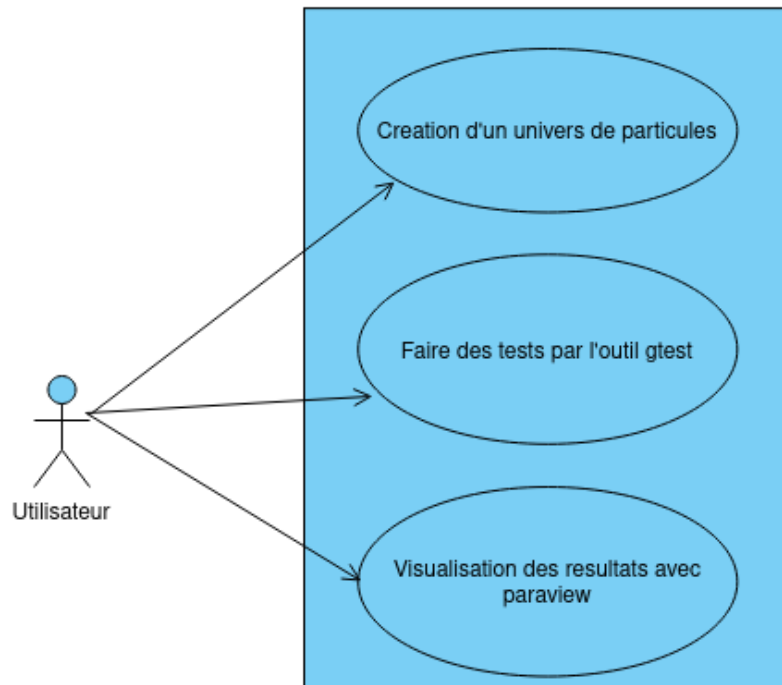 Creation d'un univers de particules
Faire des tests par l'outil gtest
Utilisateur
Visualisation des resultats avec
paraview